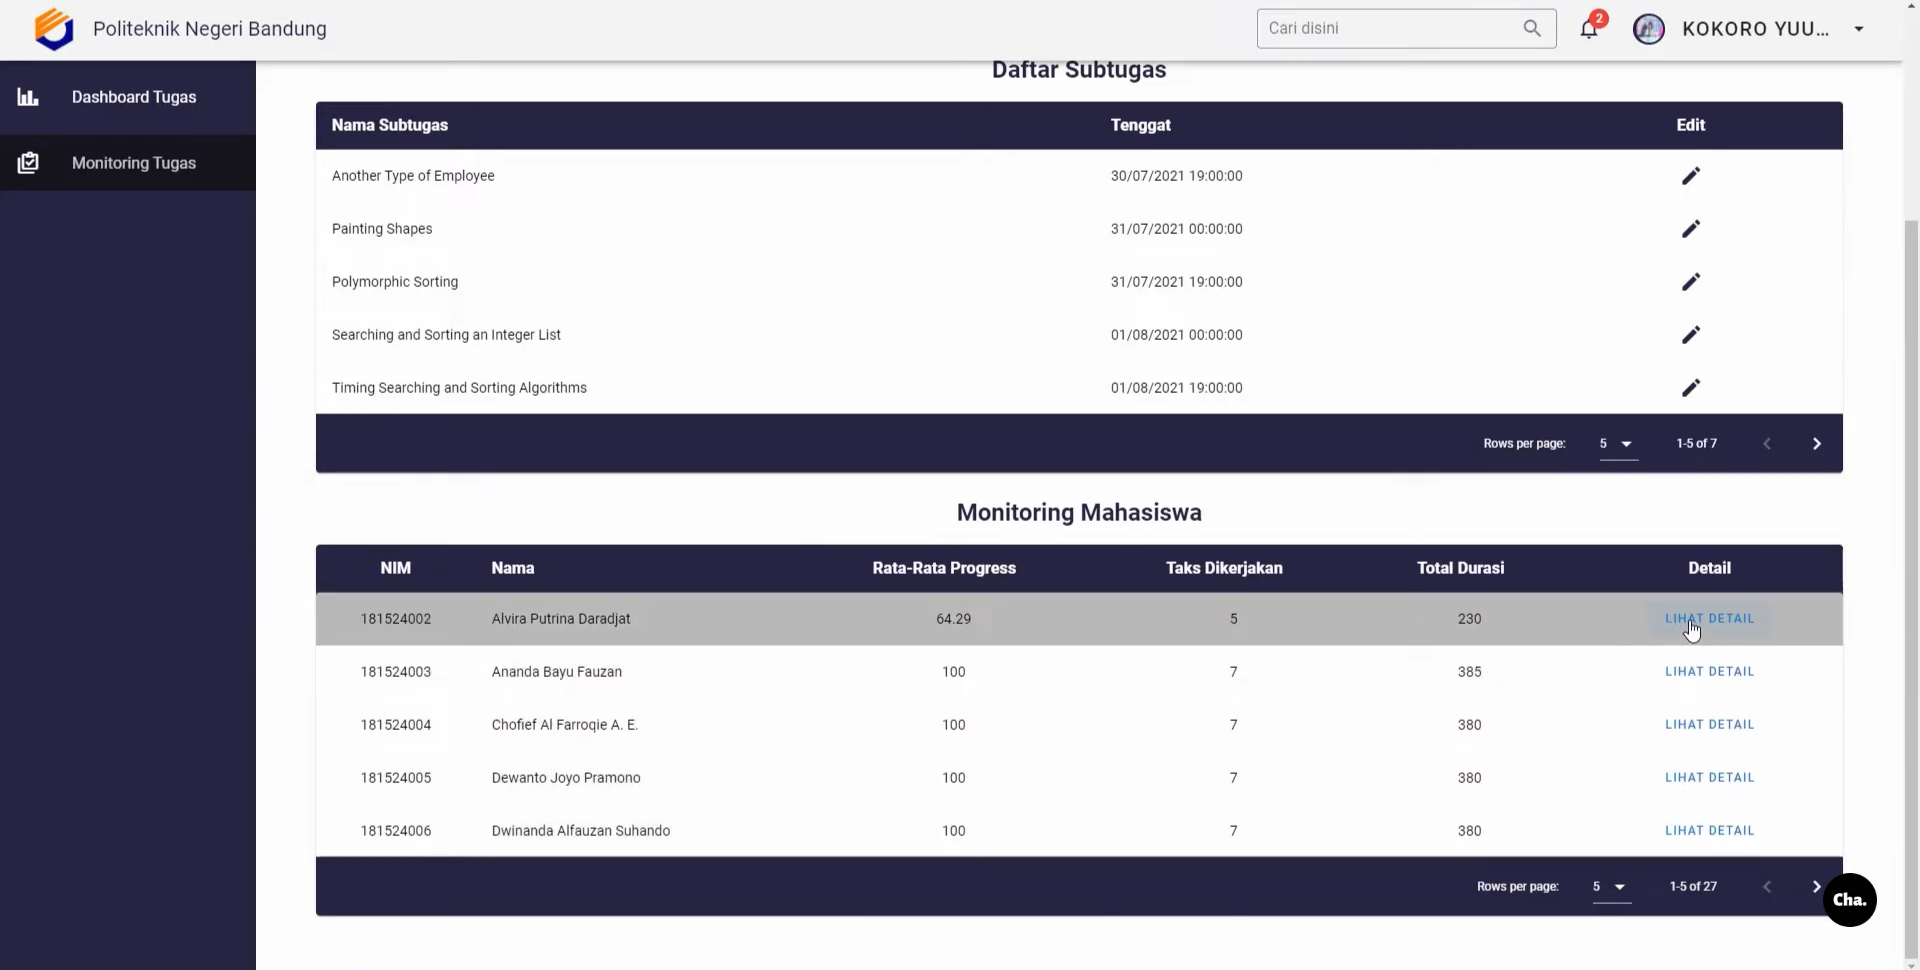 Politeknik Negeri Bandung
Cari disini
2
KOKORO YUU...
Dashboard Tugas
Monitoring Tugas
Daftar Subtugas
Nama Subtugas Tenggat Edit
Another Type of Employee 30/07/2021 19:00:00
Painting Shapes 31/07/2021 00:00:00
Polymorphic Sorting 31/07/2021 19:00:00
Searching and Sorting an Integer List 01/08/2021 00:00:00
Timing Searching and Sorting Algorithms 01/08/2021 19:00:00
Rows per page: 5 1-5 of 7
Monitoring Mahasiswa
NIM Nama Rata-Rata Progress Taks Dikerjakan Total Durasi Detail
181524002 Alvira Putrina Daradjat 64.29 5 230 LIHAT DETAIL
181524003 Ananda Bayu Fauzan 100 7 385 LIHAT DETAIL
181524004 Chofief Al Farroqie A. E. 100 7 380 LIHAT DETAIL
181524005 Dewanto Joyo Pramono 100 7 380 LIHAT DETAIL
181524006 Dwinanda Alfauzan Suhando 100 7 380 LIHAT DETAIL
Rows per page: 5 1-5 of 27
Cha.